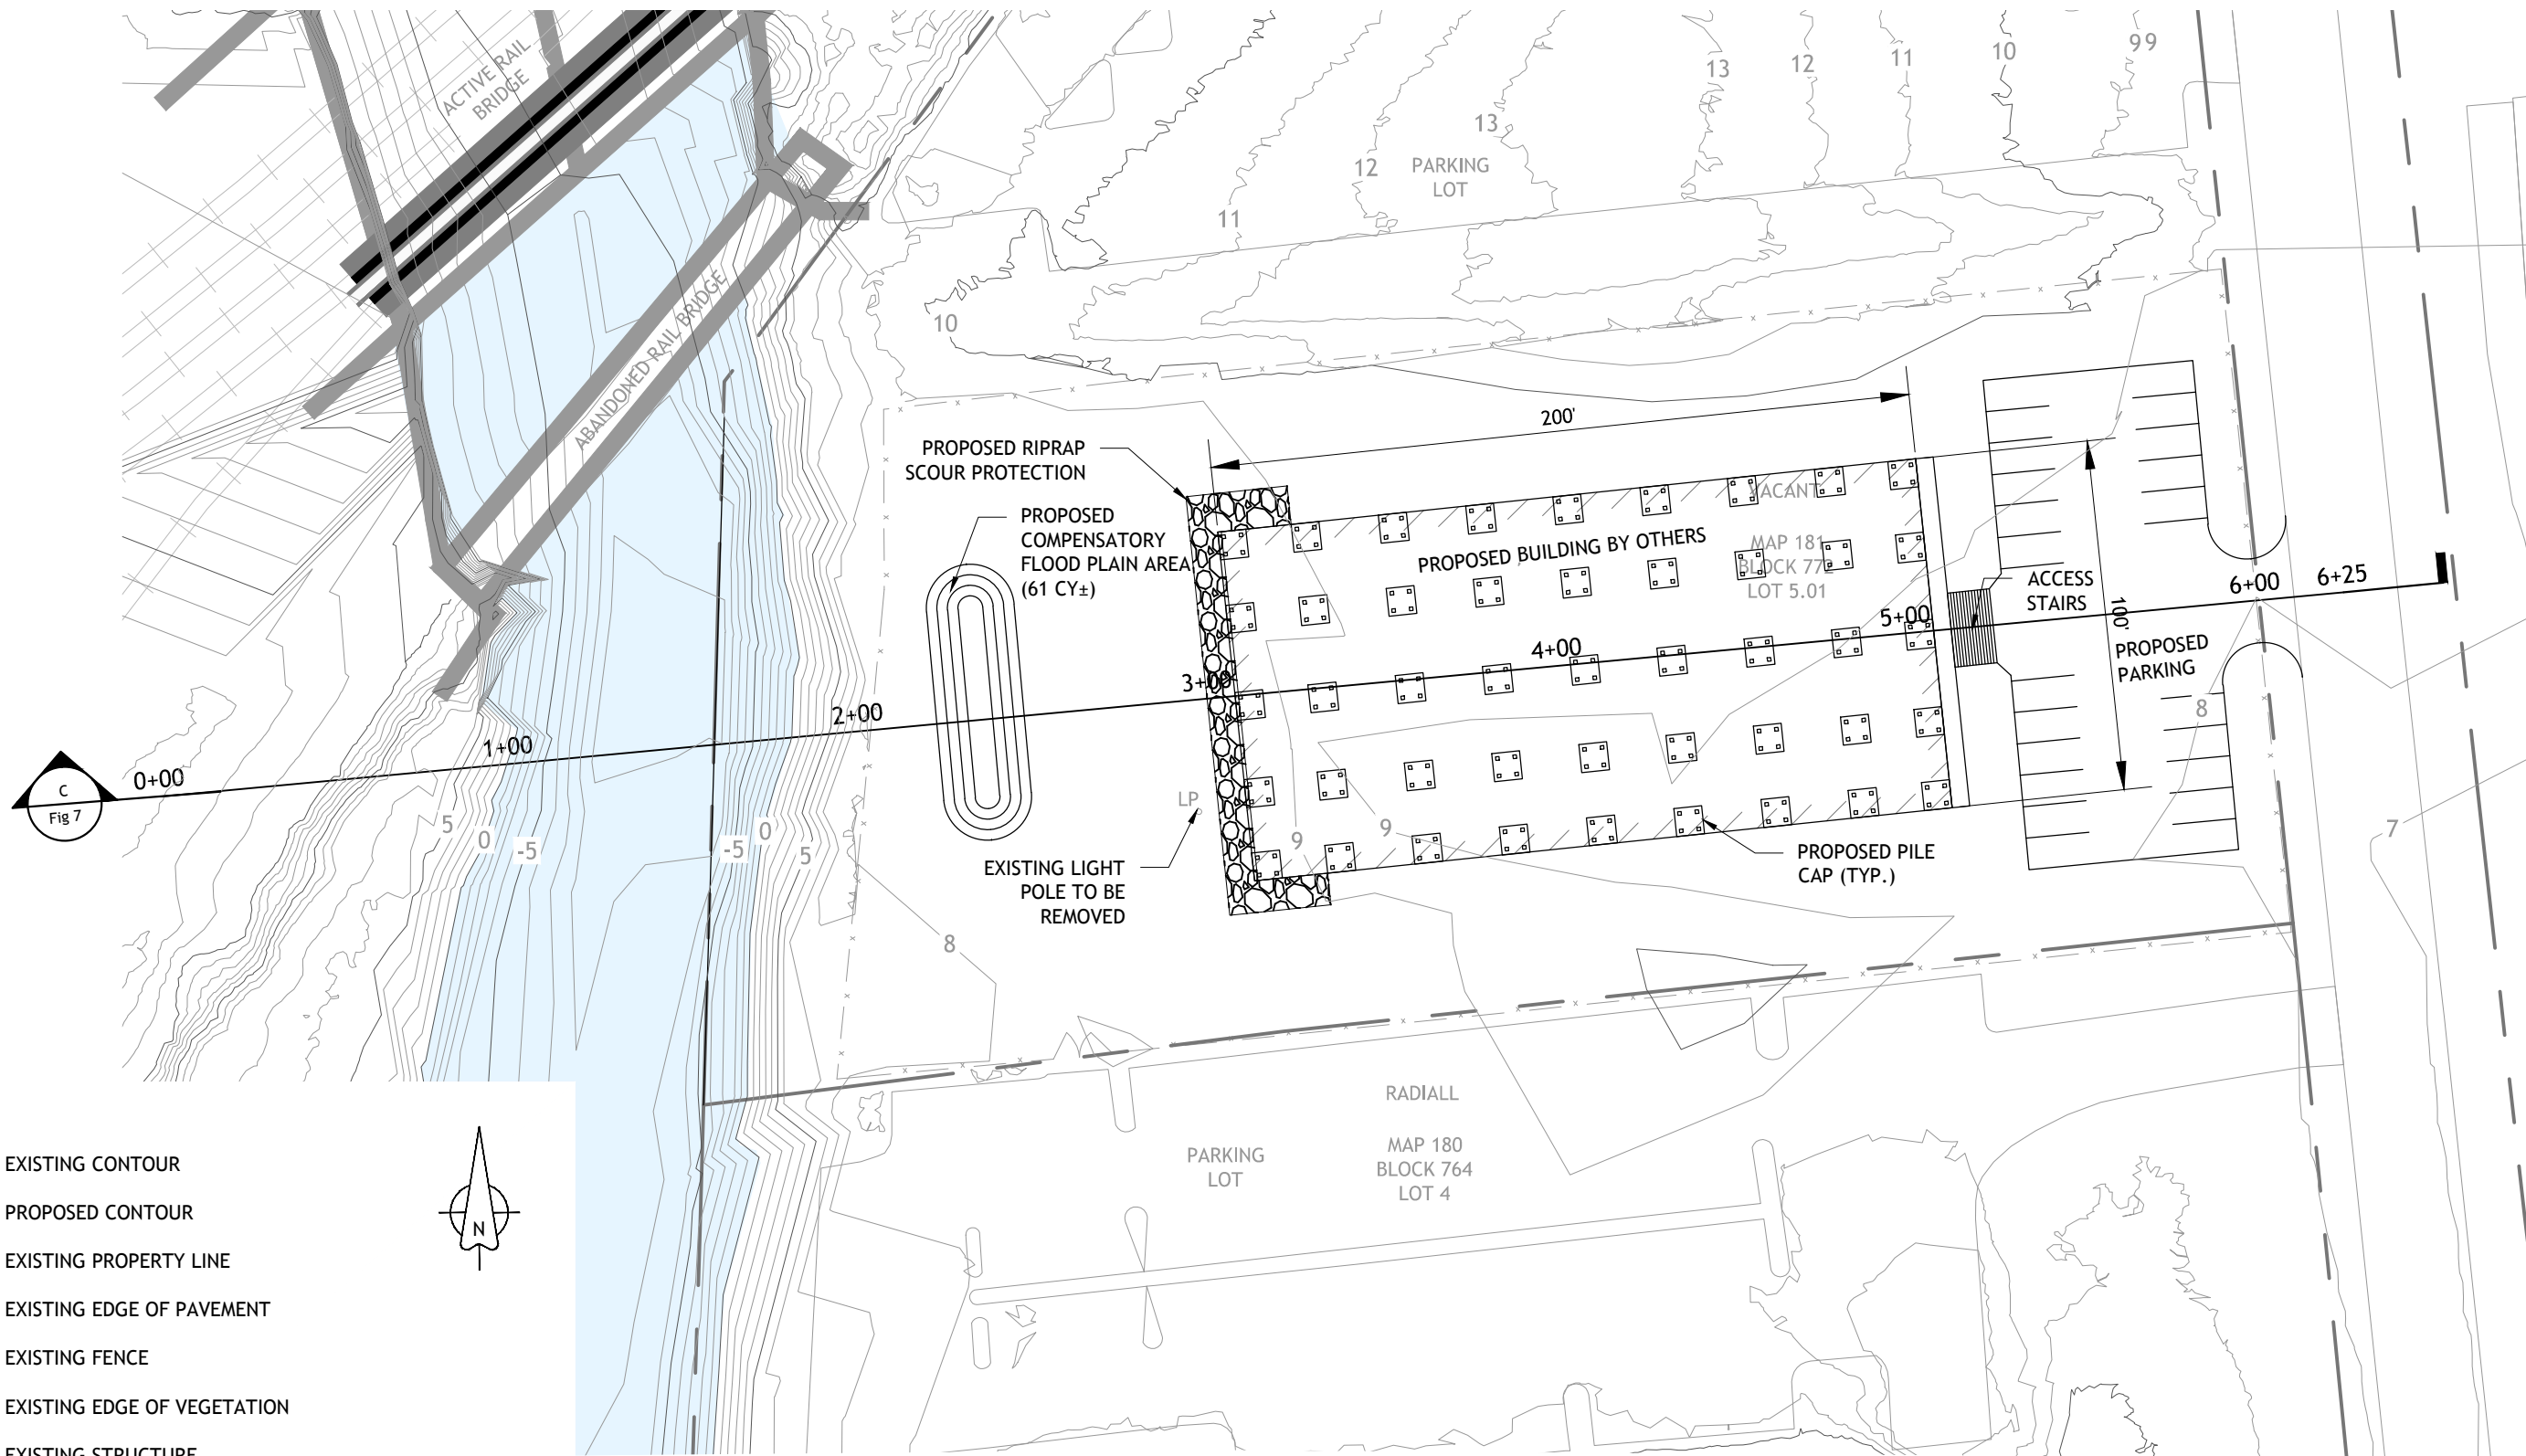 ACTIVE RAIL
BRIDGE
ABANDONED RAIL BRIDGE
13
12
11
10
99
13
12
11
10
PARKING
LOT
200'
PROPOSED RIPRAP
SCOUR PROTECTION
PROPOSED
COMPENSATORY
FLOOD PLAIN AREA
(61 CY±)
VACANT
PROPOSED BUILDING BY OTHERS
MAP 181
BLOCK 772
LOT 5.01
ACCESS
STAIRS
100'
PROPOSED
PARKING
0+00
1+00
2+00
3+00
4+00
5+00
6+00
6+25
C
Fig 7
5
0
-5
-5
0
5
LP
EXISTING LIGHT
POLE TO BE
REMOVED
9
9
8
8
7
PROPOSED PILE
CAP (TYP.)
RADIALL
MAP 180
BLOCK 764
LOT 4
PARKING
LOT
N
EXISTING CONTOUR
PROPOSED CONTOUR
EXISTING PROPERTY LINE
EXISTING EDGE OF PAVEMENT
EXISTING FENCE
EXISTING EDGE OF VEGETATION
EXISTING STRUCTURE